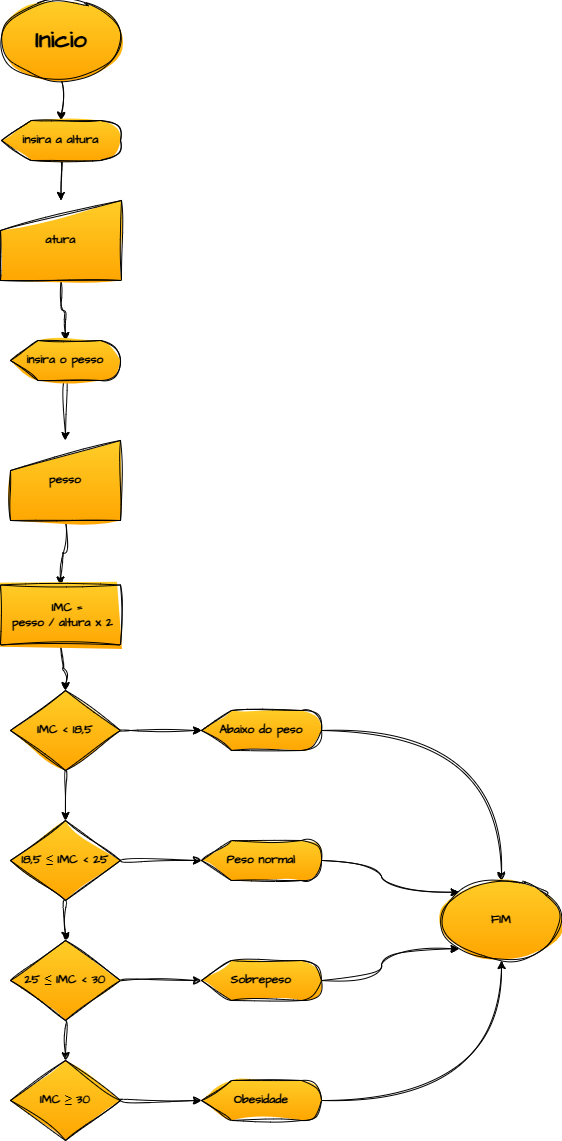 Inicio
insira a altura
atura
insira o pesso
pesso
IMC =
pesso / altura x 2
IMC < 18,5
Abaixo do peso
18,5 ≤ IMC < 25
Peso normal
FIM
25 ≤ IMC < 30
Sobrepeso
IMC ≥ 30
Obesidade